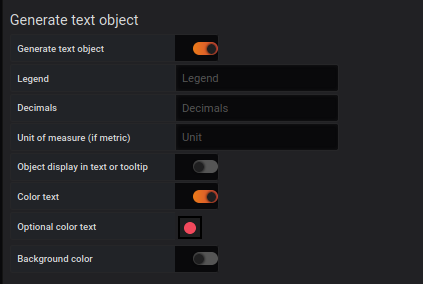 Generate text object
Generate text object
Legend
Legend
Decimals
Decimals
Unit of measure (if metric)
Unit
Object display in text or tooltip
Color text
Optional color text
Background color